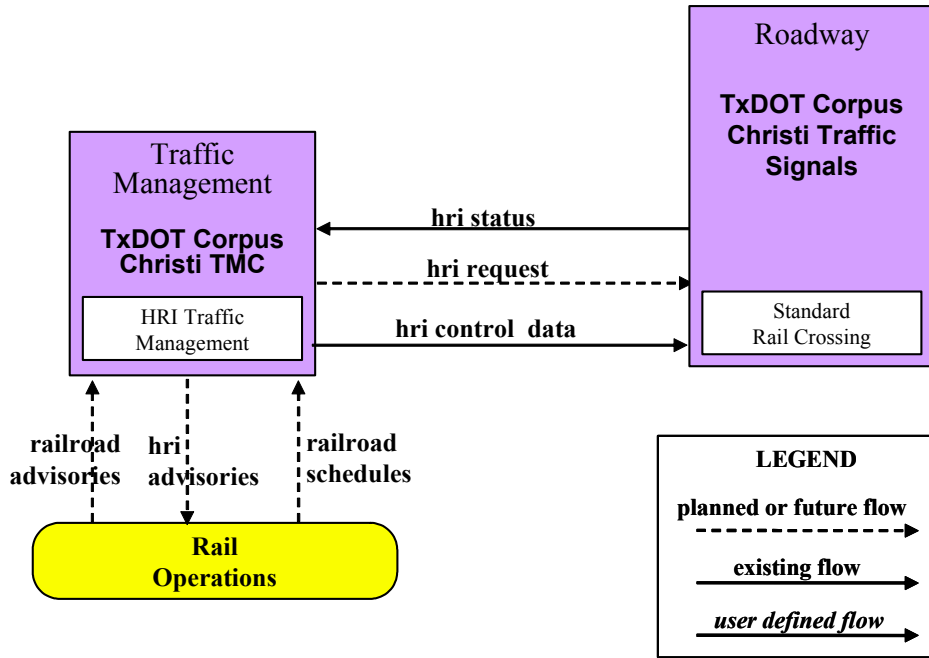 Traffic
Management
TxDOT Corpus
Christi TMC
HRI Traffic
Management
Roadway
TxDOT Corpus
Christi Traffic
Signals
Standard
Rail Crossing
hri status
hri request
hri control data
railroad
advisories
hri
advisories
railroad
schedules
Rail
Operations
LEGEND
planned or future flow
existing flow
user defined flow